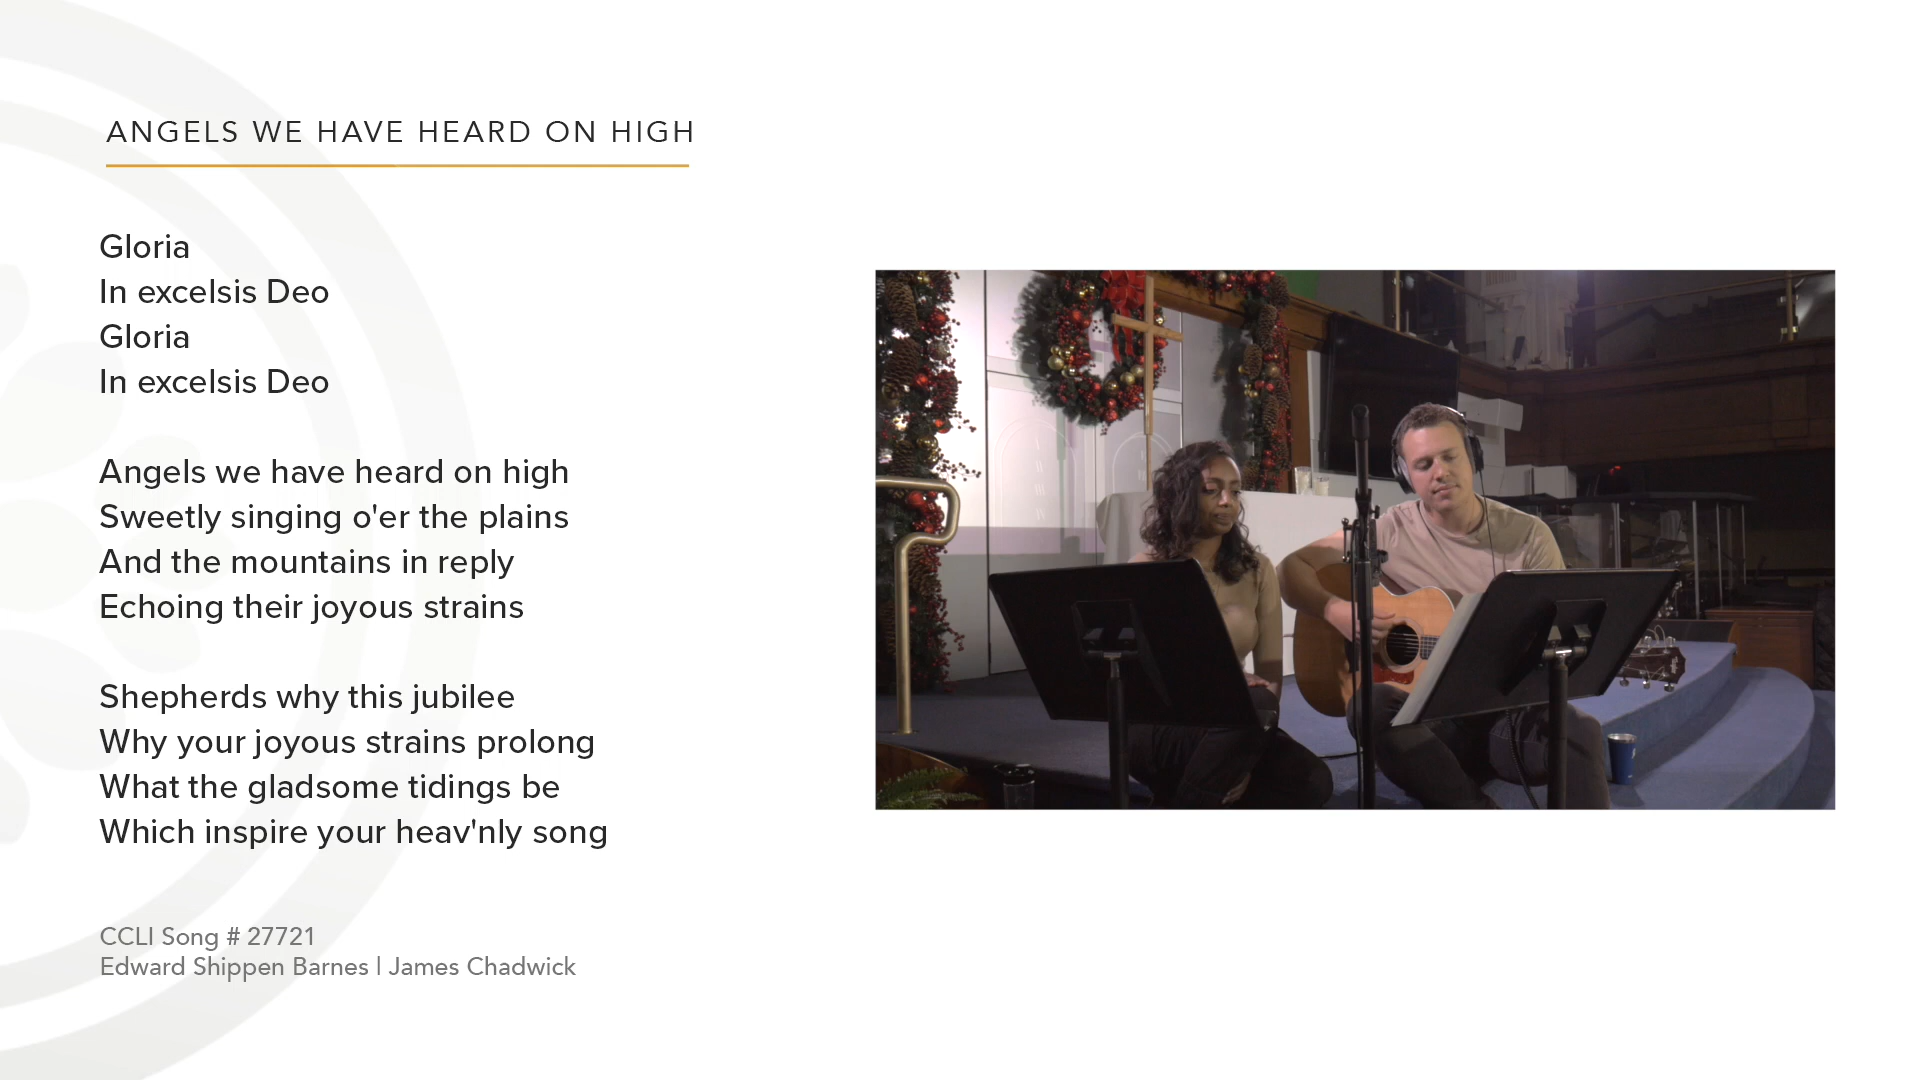 ANGELS WE HAVE HEARD ON HIGH
Gloria
In excelsis Deo
Gloria
In excelsis Deo
Angels we have heard on high
Sweetly singing o'er the plains
And the mountains in reply
Echoing their joyous strains
Shepherds why this jubilee
Why your joyous strains prolong
What the gladsome tidings be
Which inspire your heav'nly song
CCLI Song # 27721
Edward Shippen Barnes | James Chadwick